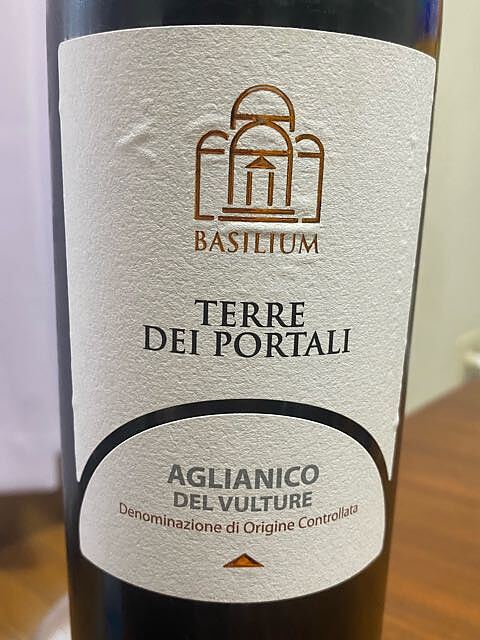 BASILIUM
TERRE
DEI PORTALI
AGLIANICO
DEL VULTURE
Denominazione di Origine Controllata